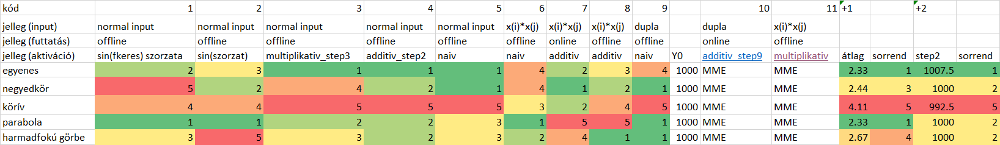 kód 1 2 3 4 5 6 7 8 9 10 11 +1 +2
jelleg (input) normal input normal input normal input normal input normal input x(i)*x(j) x(i)*x(j) x(i)*x(j) dupla dupla x(i)*x(j)
jelleg (futtatás) offline offline offline offline offline offline online offline offline online offline
jelleg (aktiváció) sin(fkeres) szorzata sin(szorzat) multiplikativ_step3 additiv_step2 naiv naiv additiv additiv naiv Y0 additiv_step9 multiplikativ átlag sorrend step2 sorrend
egyenes 2 3 1 1 1 4 2 3 4 1000 MME MME 2.33 1 1007.5 1
negyedkör 5 2 4 2 1 4 1 2 1 1000 MME MME 2.44 3 1000 2
körív 4 4 5 5 5 3 2 4 5 1000 MME MME 4.11 5 992.5 5
parabola 1 1 2 2 3 1 5 5 1 1000 MME MME 2.33 1 1000 2
harmadfokú görbe 3 5 3 2 3 2 4 1 1 1000 MME MME 2.67 4 1000 2